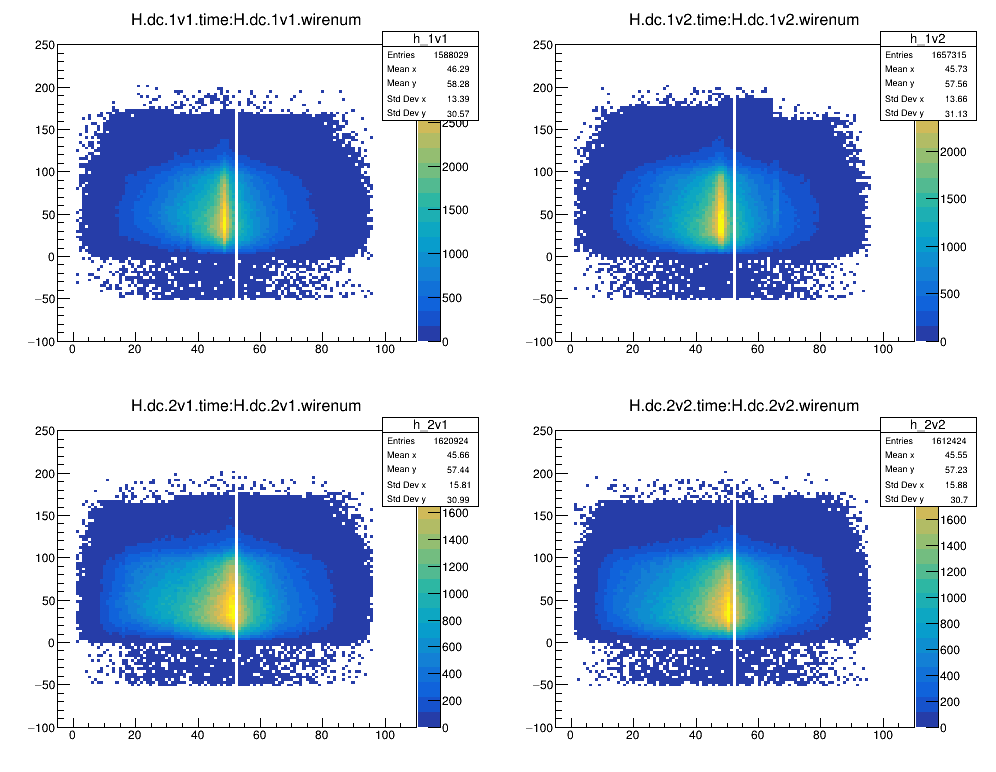 H.dc.1v1.time:H.dc.1v1.wirenum
h_1v1
Entries 1588029
Mean x 46.29
Mean y 58.28
Std Dev x 13.39
Std Dev y 30.57
250
200
150
100
50
0
−50
−100
0 20 40 60 80 100
2500
2000
1500
1000
500
0
H.dc.1v2.time:H.dc.1v2.wirenum
h_1v2
Entries 1657315
Mean x 45.73
Mean y 57.56
Std Dev x 13.66
Std Dev y 31.13
250
200
150
100
50
0
−50
−100
0 20 40 60 80 100
2000
1500
1000
500
0
H.dc.2v1.time:H.dc.2v1.wirenum
h_2v1
Entries 1620924
Mean x 45.66
Mean y 57.44
Std Dev x 15.81
Std Dev y 30.99
250
200
150
100
50
0
−50
−100
0 20 40 60 80 100
1600
1400
1200
1000
800
600
400
200
0
H.dc.2v2.time:H.dc.2v2.wirenum
h_2v2
Entries 1612424
Mean x 45.55
Mean y 57.23
Std Dev x 15.88
Std Dev y 30.7
250
200
150
100
50
0
−50
−100
0 20 40 60 80 100
1600
1400
1200
1000
800
600
400
200
0